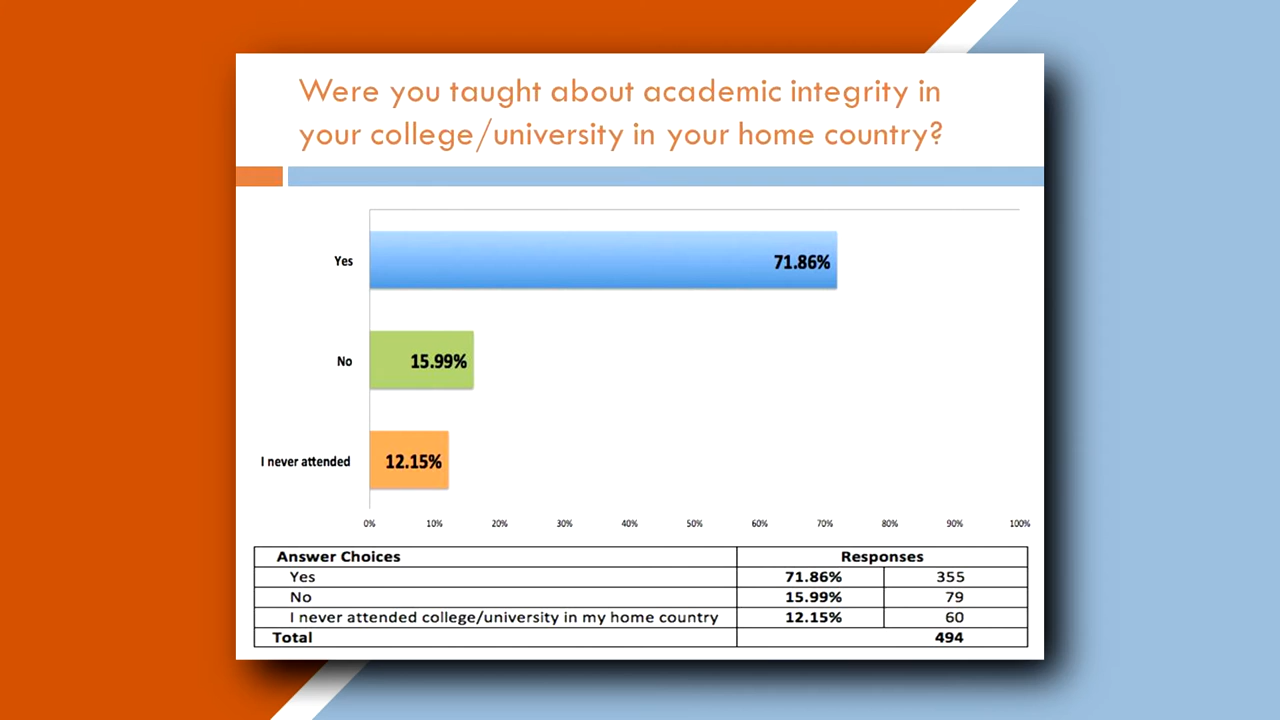 Were you taught about academic integrity in
your college/university in your home country?
Yes 71.86%
No 15.99%
I never attended 12.15%
0% 10% 20% 30% 40% 50% 60% 70% 80% 90% 100%
Answer Choices Responses
Yes 71.86% 355
No 15.99% 79
I never attended college/university in my home country 12.15% 60
Total 494